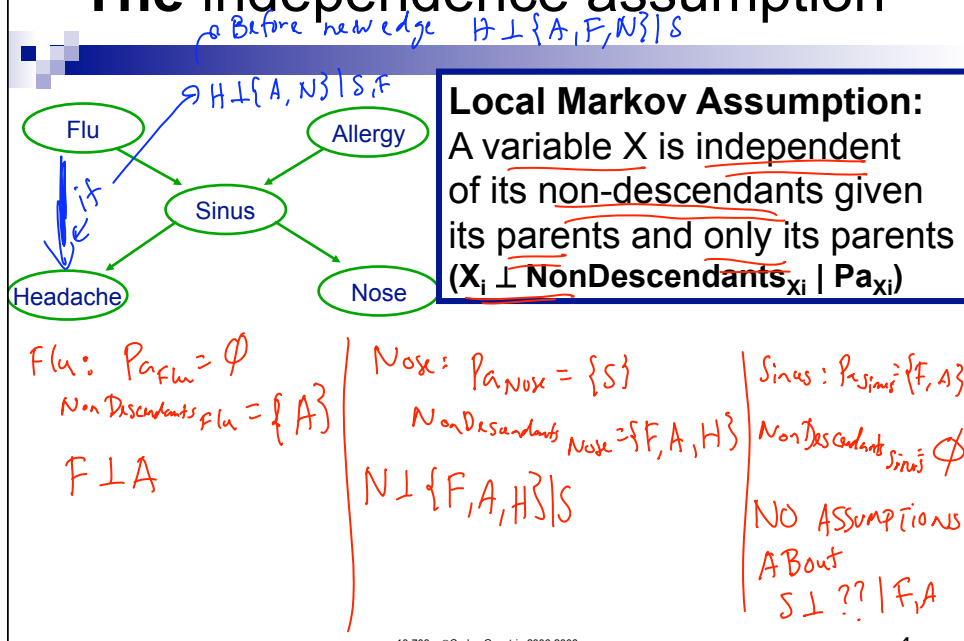 The independence assumption
Before new edge H ⊥ {A, F, N} | S
H ⊥ {A, N} | S, F
if
Flu
Allergy
Sinus
Headache
Nose
Local Markov Assumption:
A variable X is independent
of its non-descendants given
its parents and only its parents
(Xi ⊥ NonDescendantsXi | PaXi)
Flu: PaFlu = ∅
NonDescendantsFlu = {A}
F ⊥ A
Nose: PaNose = {S}
NonDescendantsNose = {F, A, H}
N ⊥ {F, A, H} | S
Sinus: PaSinus = {F, A}
NonDescendantsSinus = ∅
NO ASSUMPTIONS
ABout
S ⊥ ?? | F, A